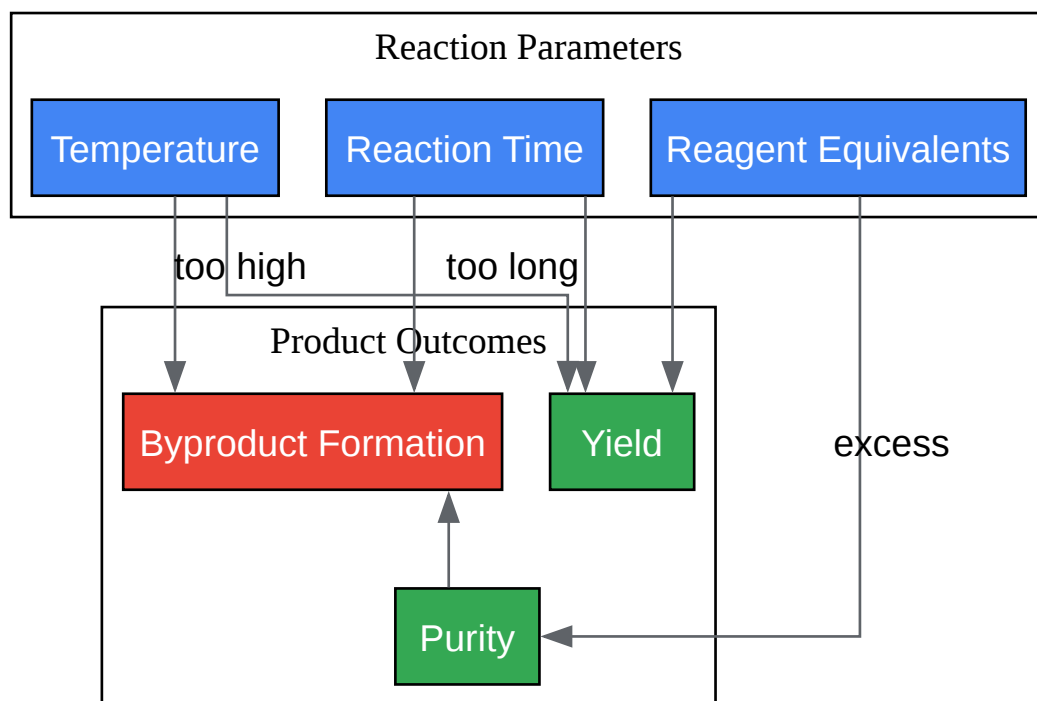 Reaction Parameters
Temperature
Reaction Time
Reagent Equivalents
too high
too long
Product Outcomes
Byproduct Formation
Yield
excess
Purity